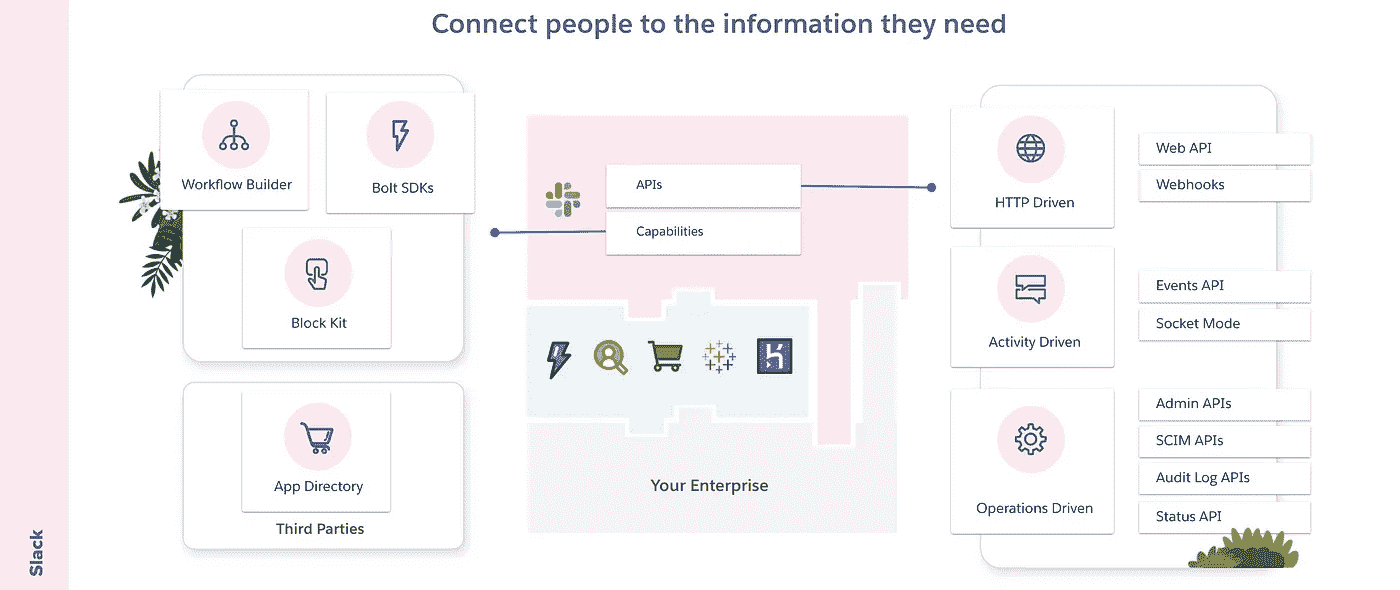 Connect people to the information they need
Workflow Builder
Bolt SDKs
Block Kit
App Directory
Third Parties
APIs
Capabilities
Your Enterprise
HTTP Driven
Web API
Webhooks
Activity Driven
Events API
Socket Mode
Operations Driven
Admin APIs
SCIM APIs
Audit Log APIs
Status API
Slack